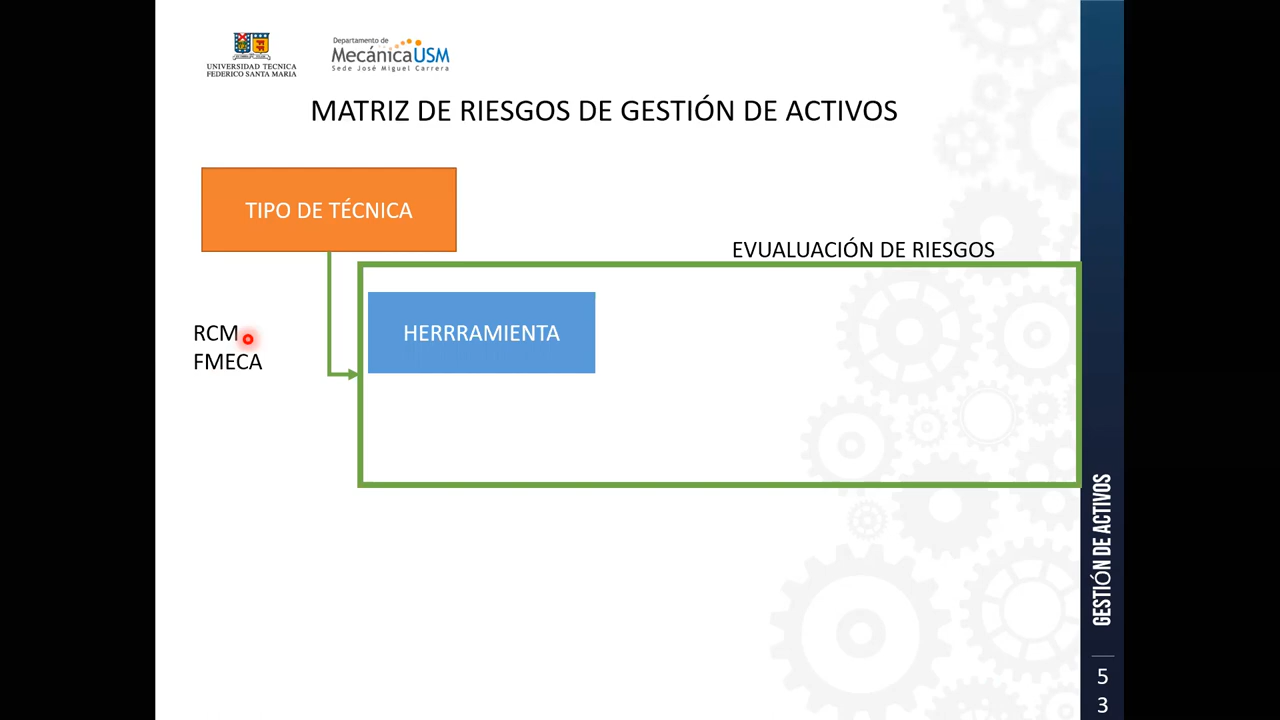 UNIVERSIDAD TECNICA
FEDERICO SANTA MARIA
Departamento de
MecánicaUSM
Sede José Miguel Carrera
MATRIZ DE RIESGOS DE GESTIÓN DE ACTIVOS
TIPO DE TÉCNICA
EVUALUACIÓN DE RIESGOS
HERRRAMIENTA
RCM
FMECA
GESTIÓN DE ACTIVOS
5
3